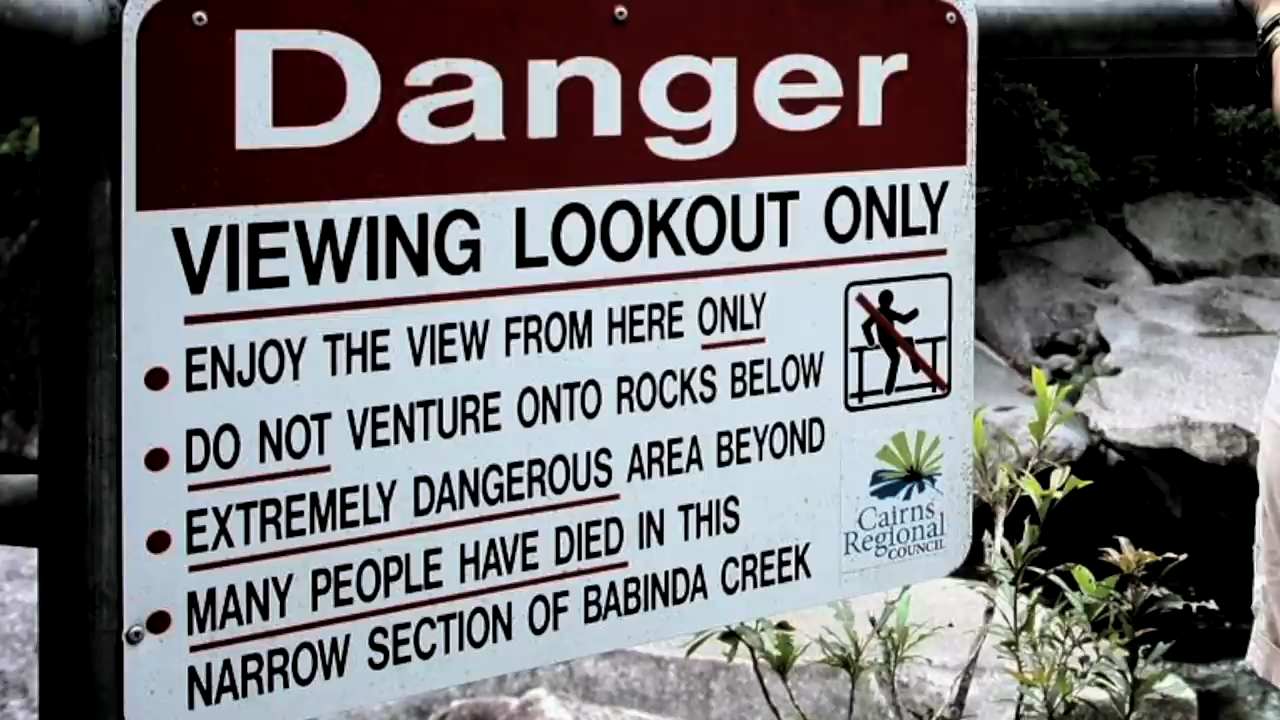 Danger
VIEWING LOOKOUT ONLY
• ENJOY THE VIEW FROM HERE ONLY
• DO NOT VENTURE ONTO ROCKS BELOW
• EXTREMELY DANGEROUS AREA BEYOND
• MANY PEOPLE HAVE DIED IN THIS
NARROW SECTION OF BABINDA CREEK
Cairns
Regional
COUNCIL